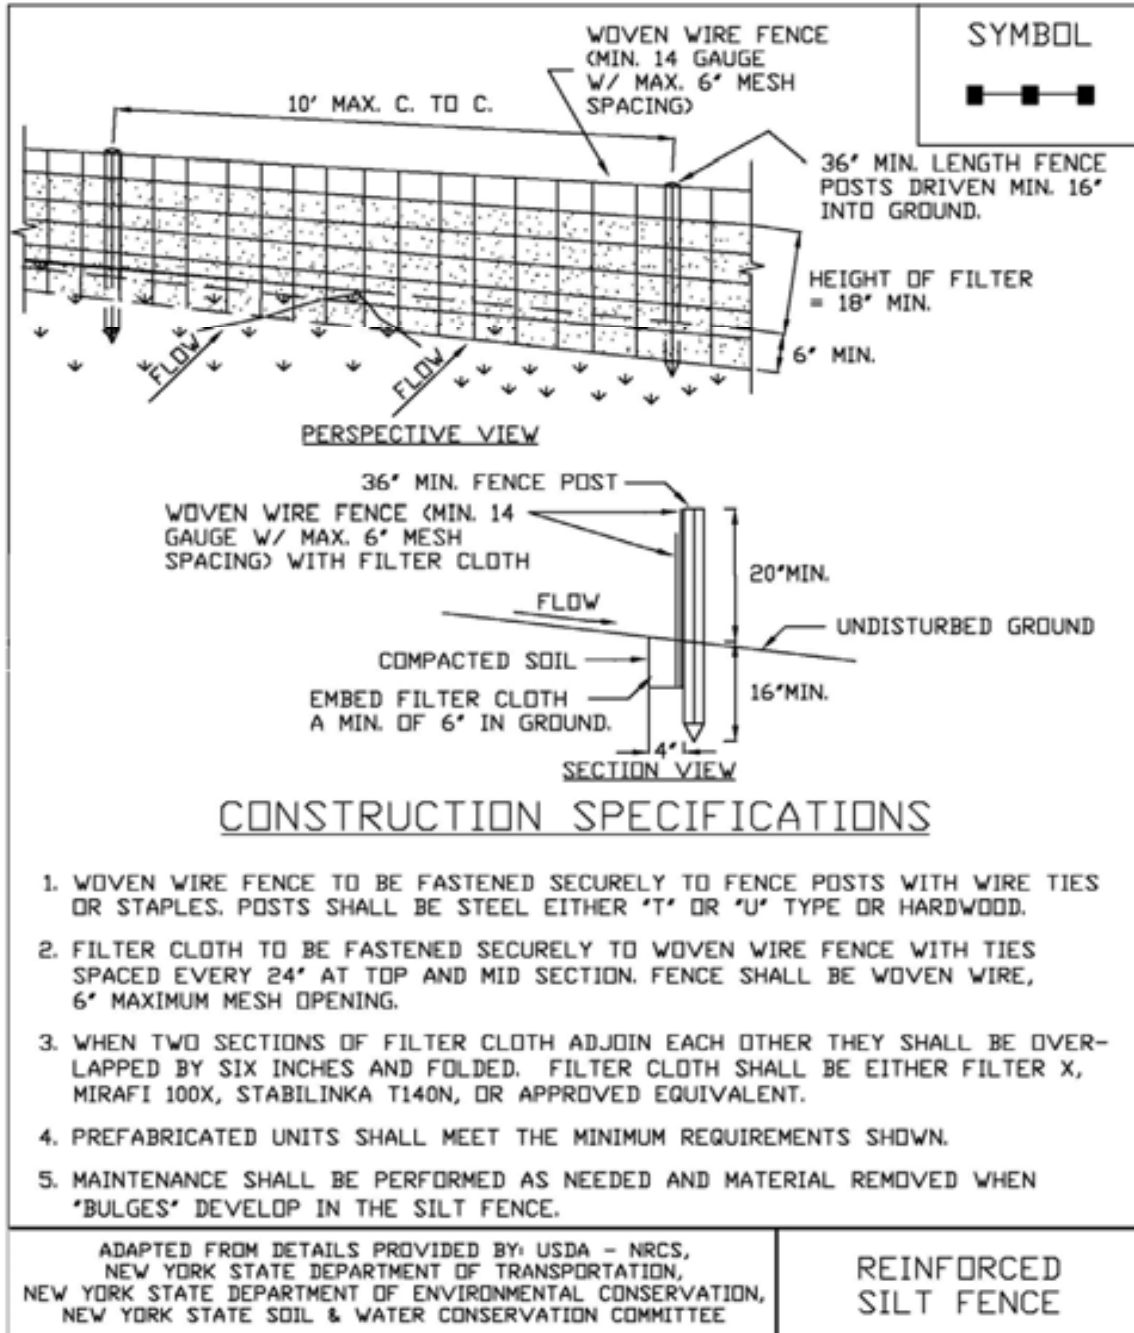 WOVEN WIRE FENCE
(MIN. 14 GAUGE
W/ MAX. 6" MESH
SPACING)
SYMBOL
10' MAX. C. TO C.
36" MIN. LENGTH FENCE
POSTS DRIVEN MIN. 16"
INTO GROUND.
HEIGHT OF FILTER
= 18" MIN.
6" MIN.
FLOW
FLOW
PERSPECTIVE VIEW
36" MIN. FENCE POST
WOVEN WIRE FENCE (MIN. 14
GAUGE W/ MAX. 6" MESH
SPACING) WITH FILTER CLOTH
20"MIN.
FLOW
UNDISTURBED GROUND
COMPACTED SOIL
16"MIN.
EMBED FILTER CLOTH
A MIN. OF 6" IN GROUND.
4"
SECTION VIEW
CONSTRUCTION SPECIFICATIONS
1. WOVEN WIRE FENCE TO BE FASTENED SECURELY TO FENCE POSTS WITH WIRE TIES
OR STAPLES. POSTS SHALL BE STEEL EITHER "T" OR "U" TYPE OR HARDWOOD.
2. FILTER CLOTH TO BE FASTENED SECURELY TO WOVEN WIRE FENCE WITH TIES
SPACED EVERY 24" AT TOP AND MID SECTION. FENCE SHALL BE WOVEN WIRE,
6" MAXIMUM MESH OPENING.
3. WHEN TWO SECTIONS OF FILTER CLOTH ADJOIN EACH OTHER THEY SHALL BE OVER-
LAPPED BY SIX INCHES AND FOLDED. FILTER CLOTH SHALL BE EITHER FILTER X,
MIRAFI 100X, STABILINKA T140N, OR APPROVED EQUIVALENT.
4. PREFABRICATED UNITS SHALL MEET THE MINIMUM REQUIREMENTS SHOWN.
5. MAINTENANCE SHALL BE PERFORMED AS NEEDED AND MATERIAL REMOVED WHEN
"BULGES" DEVELOP IN THE SILT FENCE.
ADAPTED FROM DETAILS PROVIDED BY: USDA - NRCS,
NEW YORK STATE DEPARTMENT OF TRANSPORTATION,
NEW YORK STATE DEPARTMENT OF ENVIRONMENTAL CONSERVATION,
NEW YORK STATE SOIL & WATER CONSERVATION COMMITTEE
REINFORCED
SILT FENCE